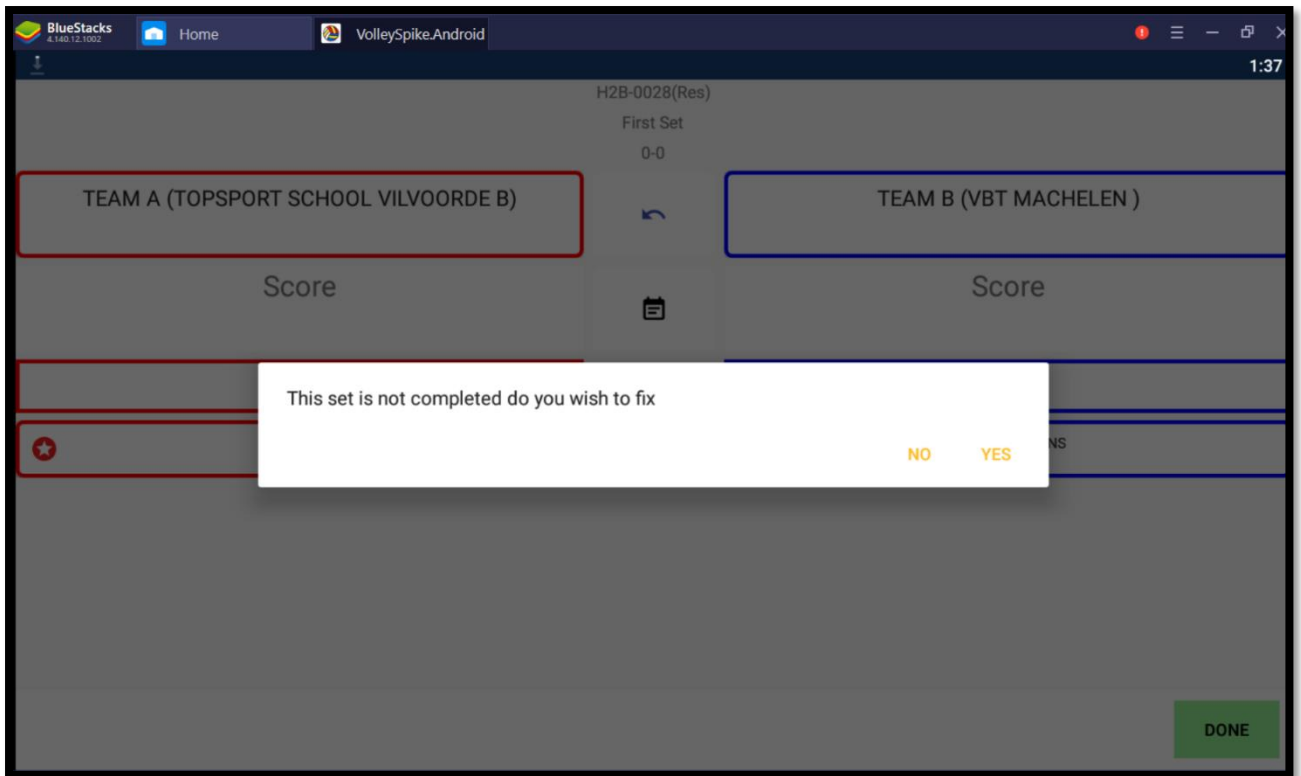 BlueStacks
4.140.12.1002
Home
VolleySpike.Android
1:37
H2B-0028(Res)
First Set
0-0
TEAM A (TOPSPORT SCHOOL VILVOORDE B)
TEAM B (VBT MACHELEN )
Score
Score
This set is not completed do you wish to fix
NS
NO
YES
DONE